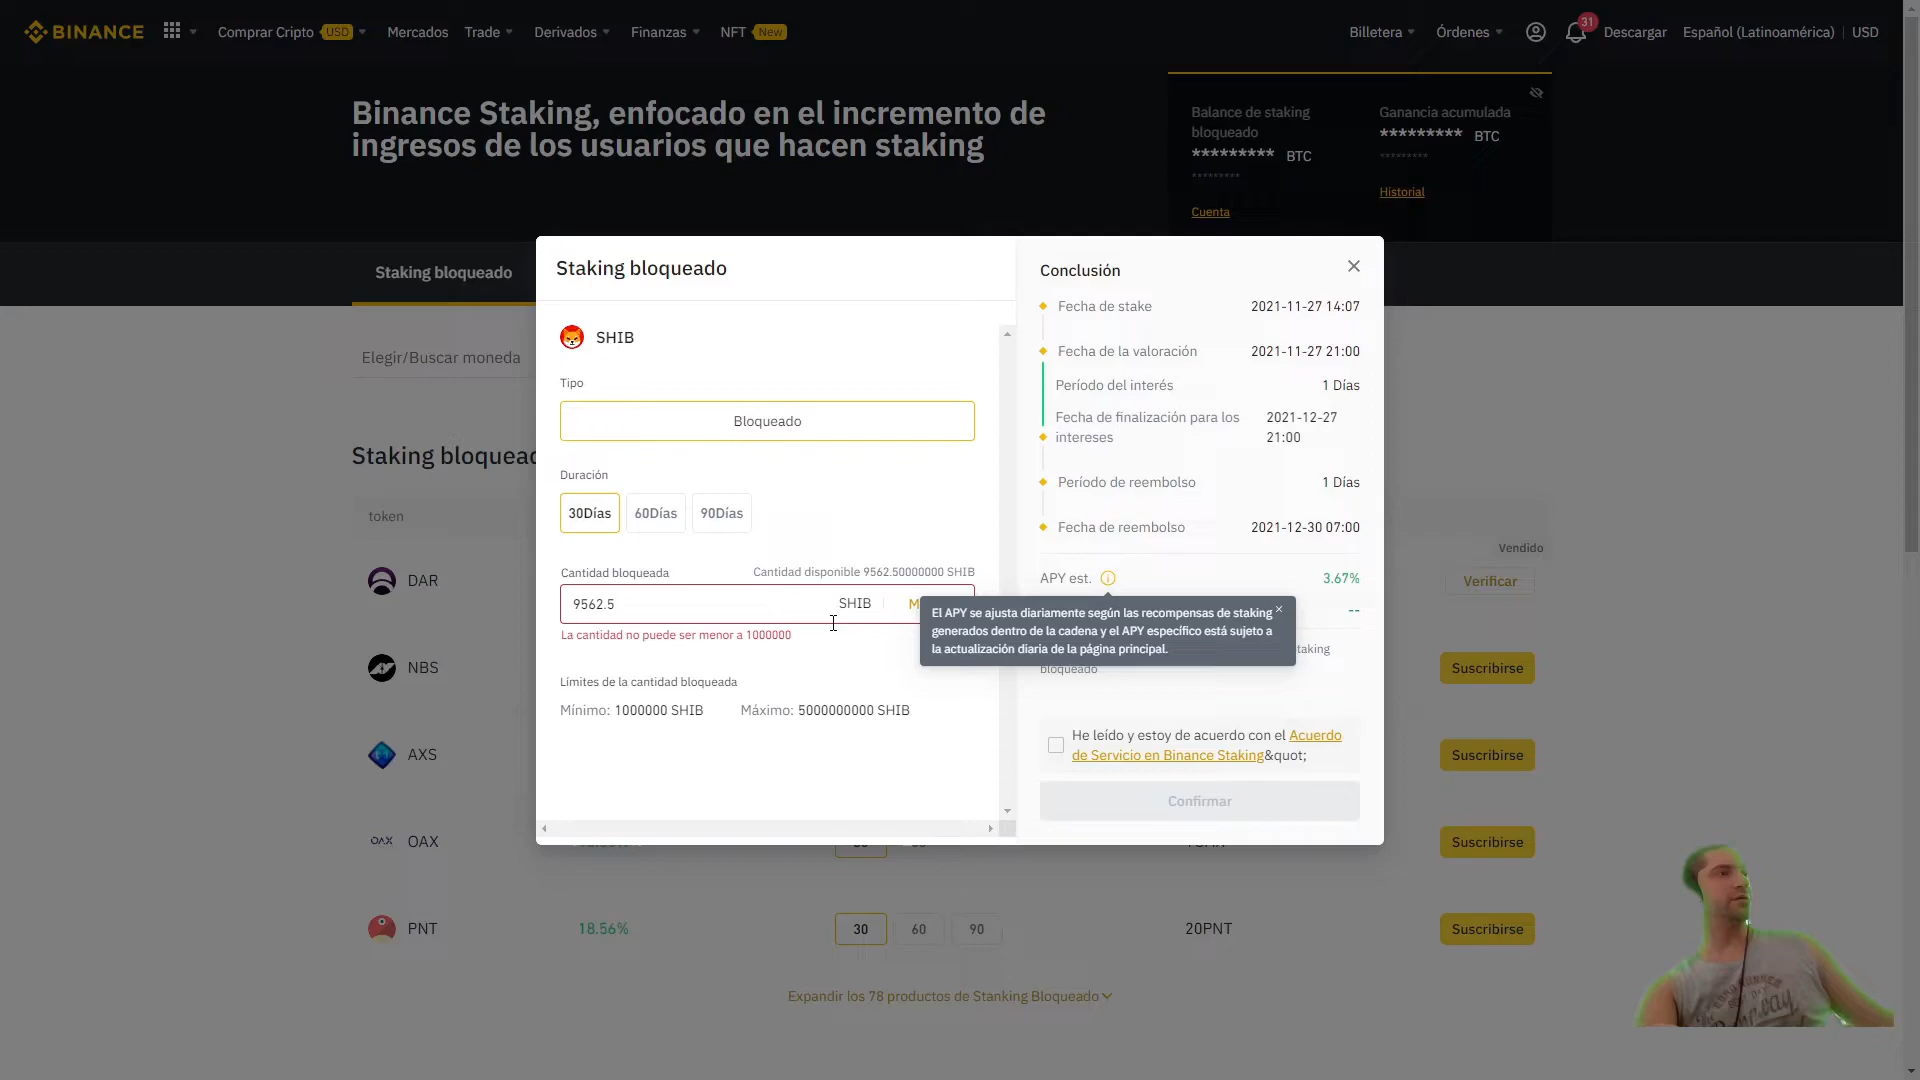 BINANCE
Comprar Cripto USD
Mercados
Trade
Derivados
Finanzas
NFT New
Billetera
Órdenes
31
Descargar
Español (Latinoamérica)
USD
Binance Staking, enfocado en el incremento de
ingresos de los usuarios que hacen staking
Balance de staking
bloqueado
********* BTC
*********
Cuenta
Ganancia acumulada
********* BTC
*********
Historial
Staking bloqueado
Elegir/Buscar moneda
Staking bloquead
token
Vendido
DAR
Verificar
NBS
Suscribirse
AXS
Suscribirse
OAX
OAX
Suscribirse
PNT
18.56%
30
60
90
20PNT
Suscribirse
Expandir los 78 productos de Stanking Bloqueado
Staking bloqueado
SHIB
Tipo
Bloqueado
Duración
30Días
60Días
90Días
Cantidad bloqueada
Cantidad disponible 9562.50000000 SHIB
9562.5
SHIB
La cantidad no puede ser menor a 1000000
Límites de la cantidad bloqueada
Mínimo: 1000000 SHIB
Máximo: 5000000000 SHIB
Conclusión
Fecha de stake 2021-11-27 14:07
Fecha de la valoración 2021-11-27 21:00
Período del interés 1 Días
Fecha de finalización para los 2021-12-27
intereses 21:00
Período de reembolso 1 Días
Fecha de reembolso 2021-12-30 07:00
APY est. 3.67%
--
El APY se ajusta diariamente según las recompensas de staking
generados dentro de la cadena y el APY específico está sujeto a
la actualización diaria de la página principal.
taking
bloqueado
He leído y estoy de acuerdo con el Acuerdo
de Servicio en Binance Staking&quot;
Confirmar